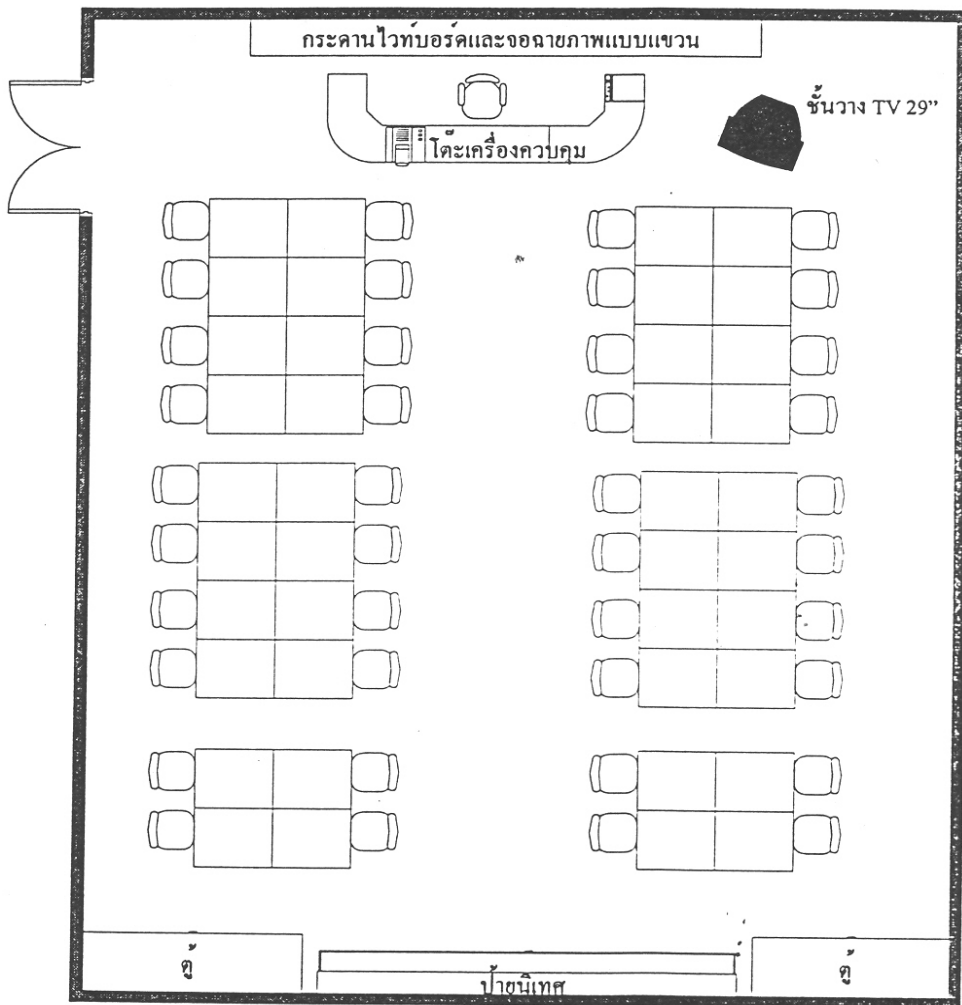 กระดานไวท์บอร์ดและจอฉายภาพแบบแขวน
ชั้นวาง TV 29”
โต๊ะเครื่องควบคุม
ตู้
ป้ายนิเทศ
ตู้